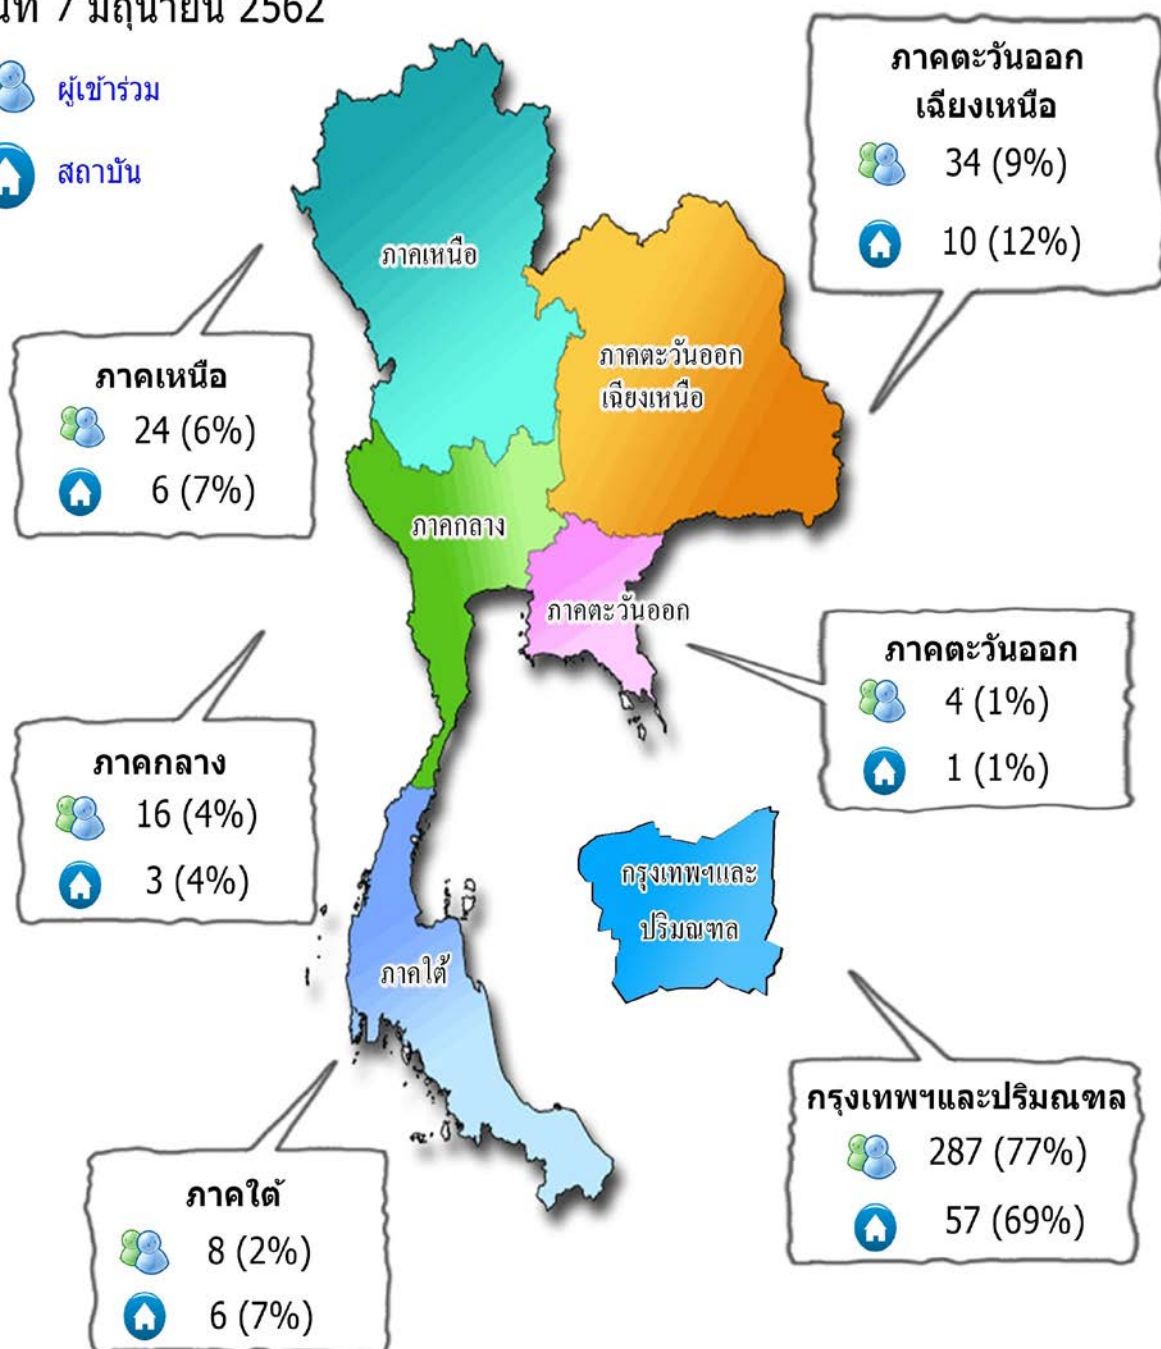 7 มิถุนายน 2562
ผู้เข้าร่วม
สถาบัน
ภาคตะวันออก
เฉียงเหนือ
34 (9%)
10 (12%)
ภาคเหนือ
ภาคตะวันออก
เฉียงเหนือ
ภาคเหนือ
24 (6%)
6 (7%)
ภาคกลาง
ภาคตะวันออก
ภาคตะวันออก
4 (1%)
1 (1%)
ภาคกลาง
16 (4%)
3 (4%)
กรุงเทพฯและ
ปริมณฑล
ภาคใต้
กรุงเทพฯและปริมณฑล
287 (77%)
57 (69%)
ภาคใต้
8 (2%)
6 (7%)